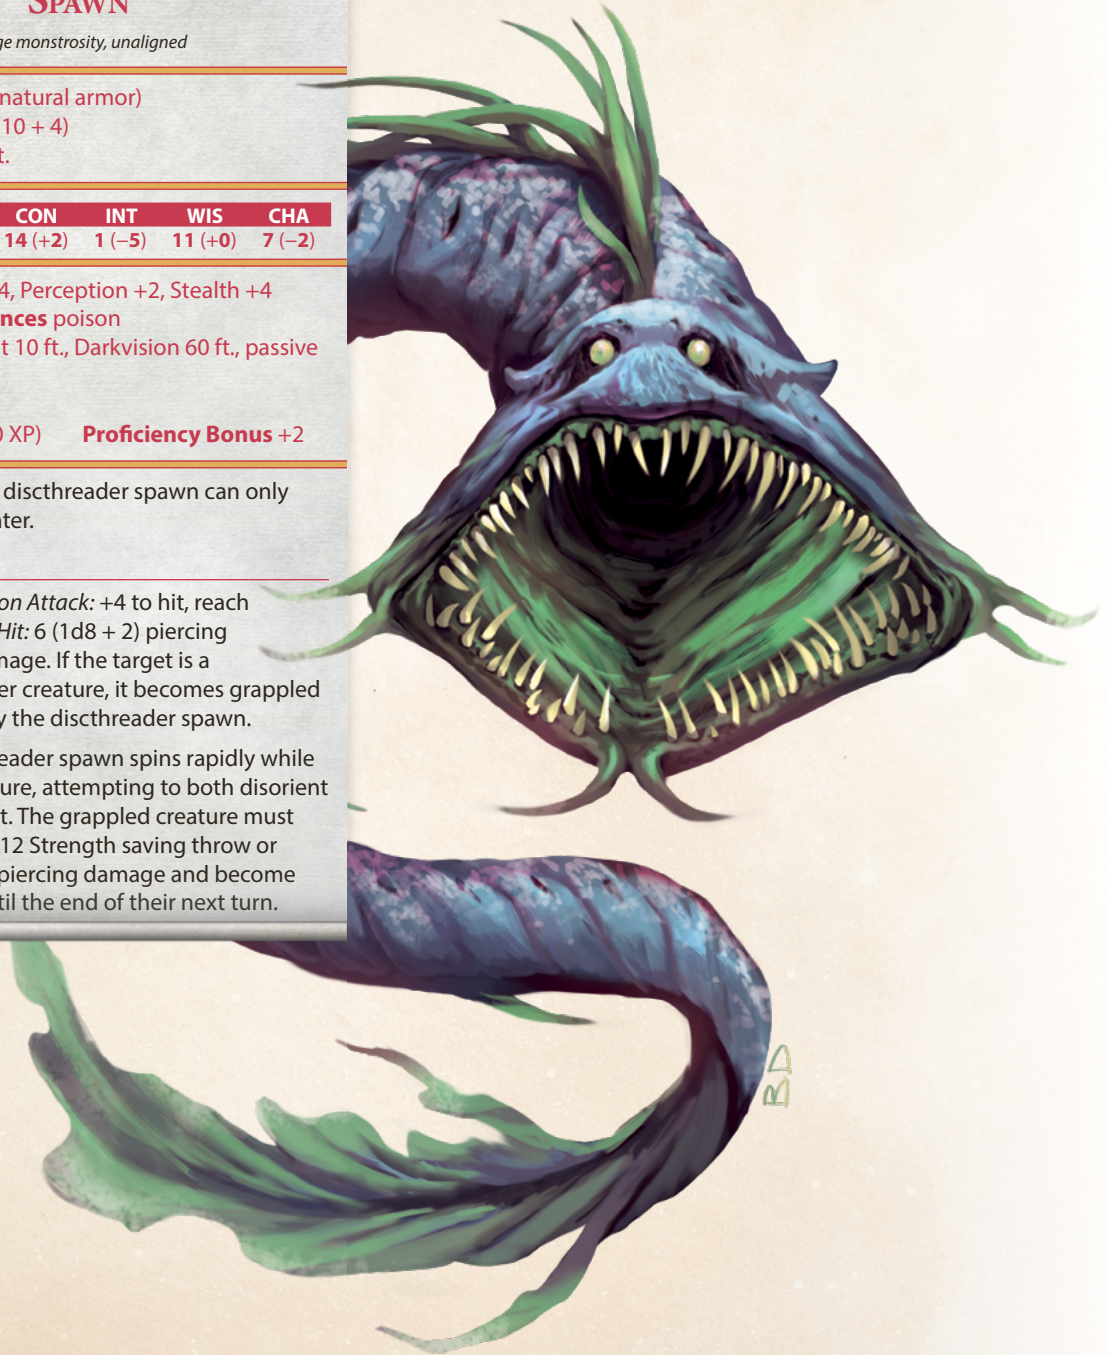 SPAWN
ge monstrosity, unaligned
natural armor)
10 + 4)
t.
CON INT WIS CHA
14 (+2) 1 (−5) 11 (+0) 7 (−2)
4, Perception +2, Stealth +4
nces poison
t 10 ft., Darkvision 60 ft., passive
0 XP) Proficiency Bonus +2
discthreader spawn can only
ter.
on Attack: +4 to hit, reach
Hit: 6 (1d8 + 2) piercing
mage. If the target is a
er creature, it becomes grappled
y the discthreader spawn.
eader spawn spins rapidly while
ure, attempting to both disorient
t. The grappled creature must
12 Strength saving throw or
piercing damage and become
til the end of their next turn.
BD